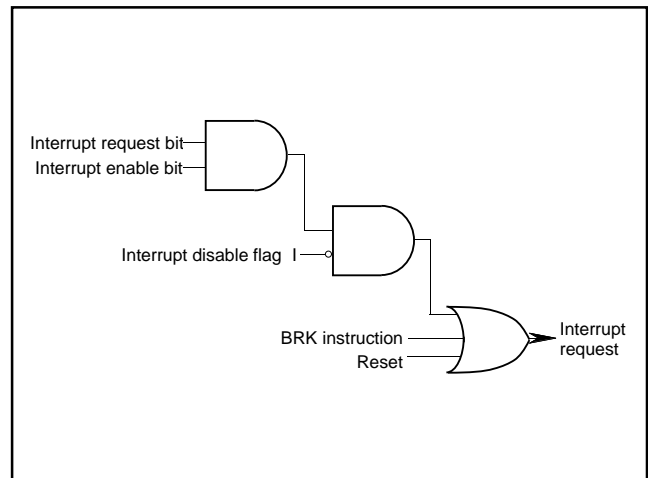 Interrupt request bit
Interrupt enable bit
Interrupt disable flag I
BRK instruction
Reset
Interrupt
request